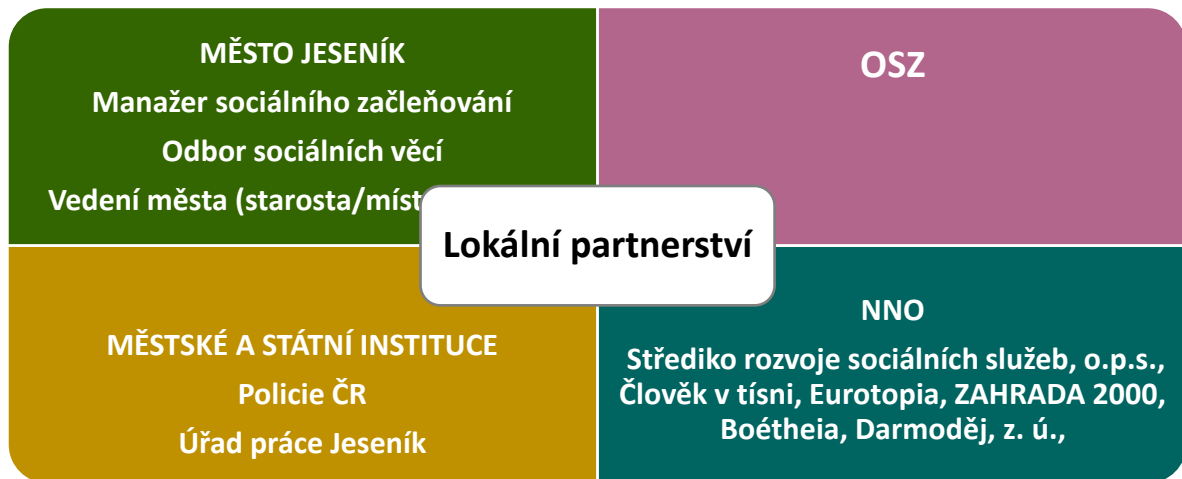 MĚSTO JESENÍK
Manažer sociálního začleňování
Odbor sociálních věcí
Vedení města (starosta/míst
OSZ
Lokální partnerství
MĚSTSKÉ A STÁTNÍ INSTITUCE
Policie ČR
Úřad práce Jeseník
NNO
Střediko rozvoje sociálních služeb, o.p.s.,
Člověk v tísni, Eurotopia, ZAHRADA 2000,
Boétheia, Darmoděj, z. ú.,